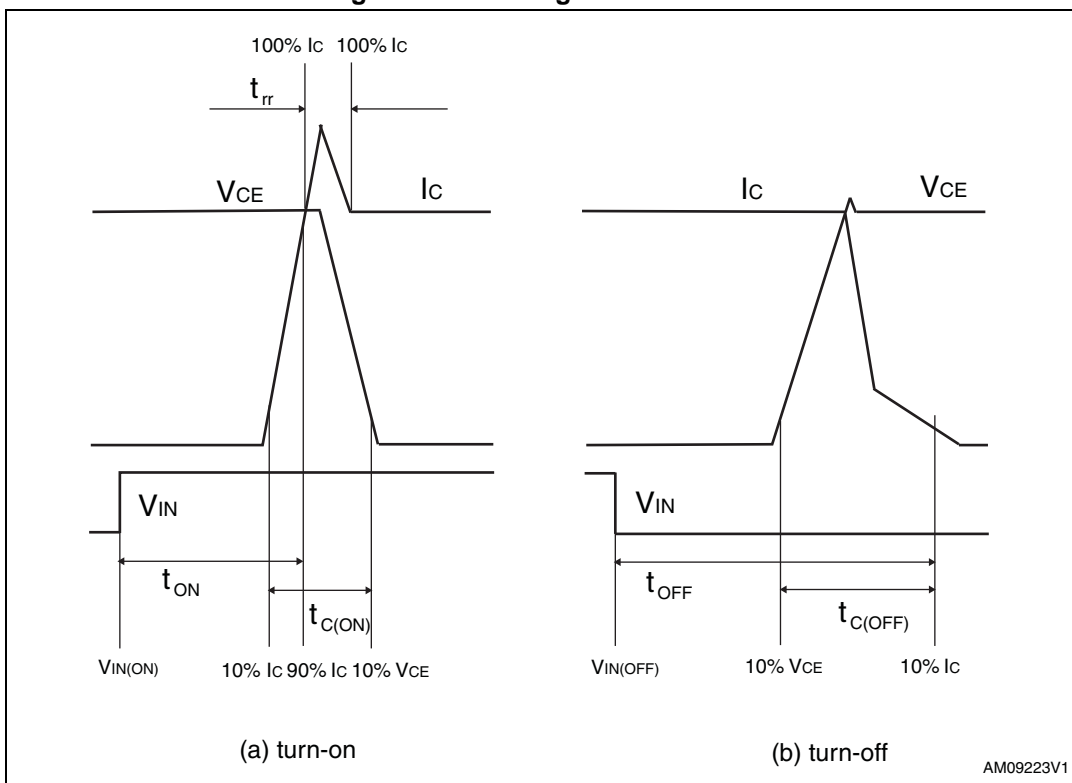 100% IC 100% IC
trr
VCE IC
VIN
tON
tC(ON)
VIN(ON) 10% IC 90% IC 10% VCE
(a) turn-on
IC VCE
VIN
tOFF
tC(OFF)
VIN(OFF) 10% VCE 10% IC
(b) turn-off
AM09223V1